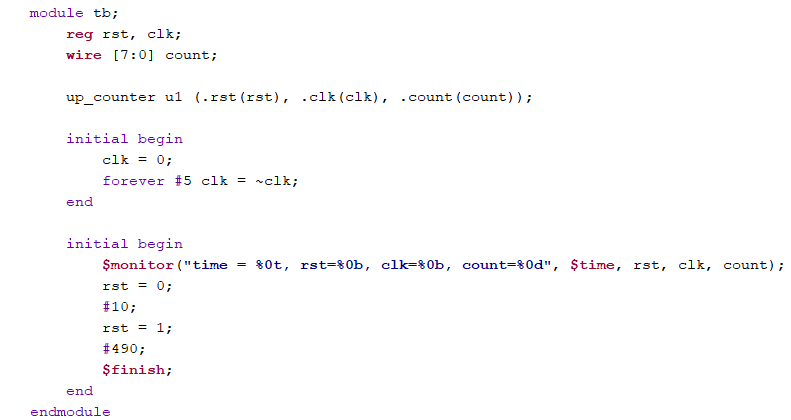 module tb;
    reg rst, clk;
    wire [7:0] count;

    up_counter u1 (.rst(rst), .clk(clk), .count(count));

    initial begin
        clk = 0;
        forever #5 clk = ~clk;
    end

    initial begin
        $monitor("time = %0t, rst=%0b, clk=%0b, count=%0d", $time, rst, clk, count);
        rst = 0;
        #10;
        rst = 1;
        #490;
        $finish;
    end
endmodule